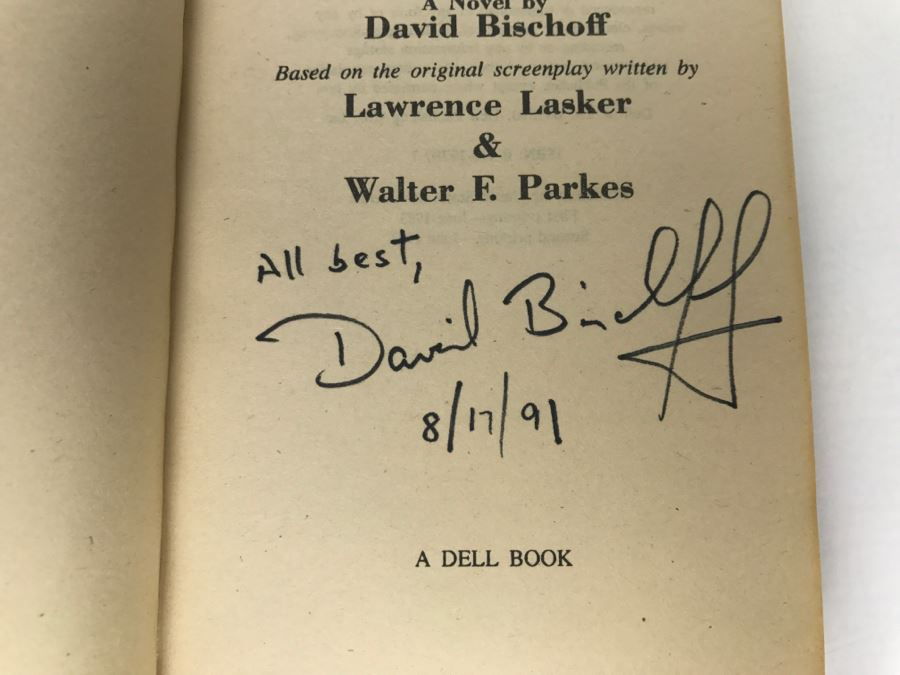 A Novel by
David Bischoff
Based on the original screenplay written by
Lawrence Lasker
&
Walter F. Parkes
All best,
David Bischoff
8/17/91
A DELL BOOK